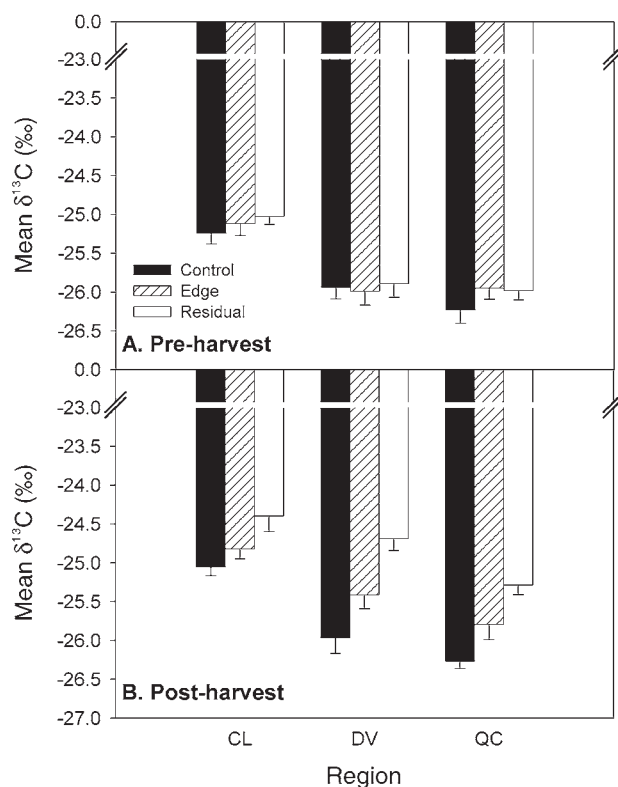 0.0
-23.0
-23.5
-24.0
-24.5
-25.0
-25.5
-26.0
-26.5
Mean δ¹³C (‰)
Control
Edge
Residual
A. Pre-harvest
0.0
-23.0
-23.5
-24.0
-24.5
-25.0
-25.5
-26.0
-26.5
-27.0
Mean δ¹³C (‰)
B. Post-harvest
CL DV QC
Region